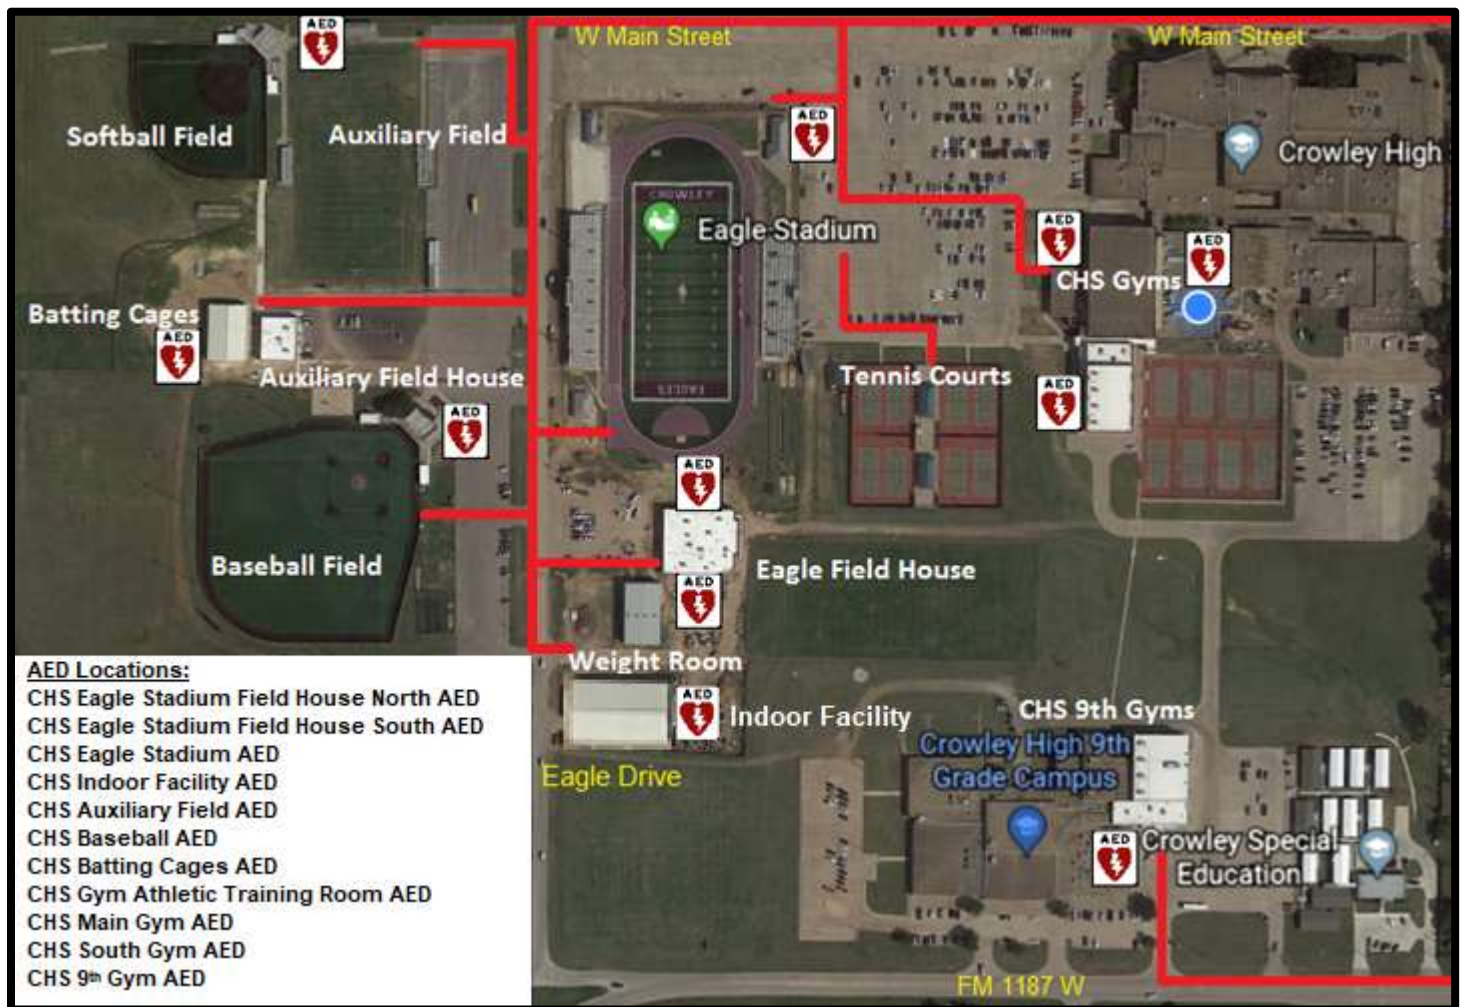 AED
W Main Street
W Main Street
AED
Softball Field
Auxiliary Field
Crowley High
CROWLEY
Eagle Stadium
AED
AED
CHS Gyms
Batting Cages
AED
Auxiliary Field House
Tennis Courts
EAGLES
AED
AED
AED
Baseball Field
Eagle Field House
AED
Weight Room
AED
Indoor Facility
CHS 9th Gyms
Crowley High 9th
Grade Campus
Eagle Drive
AED
Crowley Special
Education
FM 1187 W
AED Locations:
CHS Eagle Stadium Field House North AED
CHS Eagle Stadium Field House South AED
CHS Eagle Stadium AED
CHS Indoor Facility AED
CHS Auxiliary Field AED
CHS Baseball AED
CHS Batting Cages AED
CHS Gym Athletic Training Room AED
CHS Main Gym AED
CHS South Gym AED
CHS 9th Gym AED